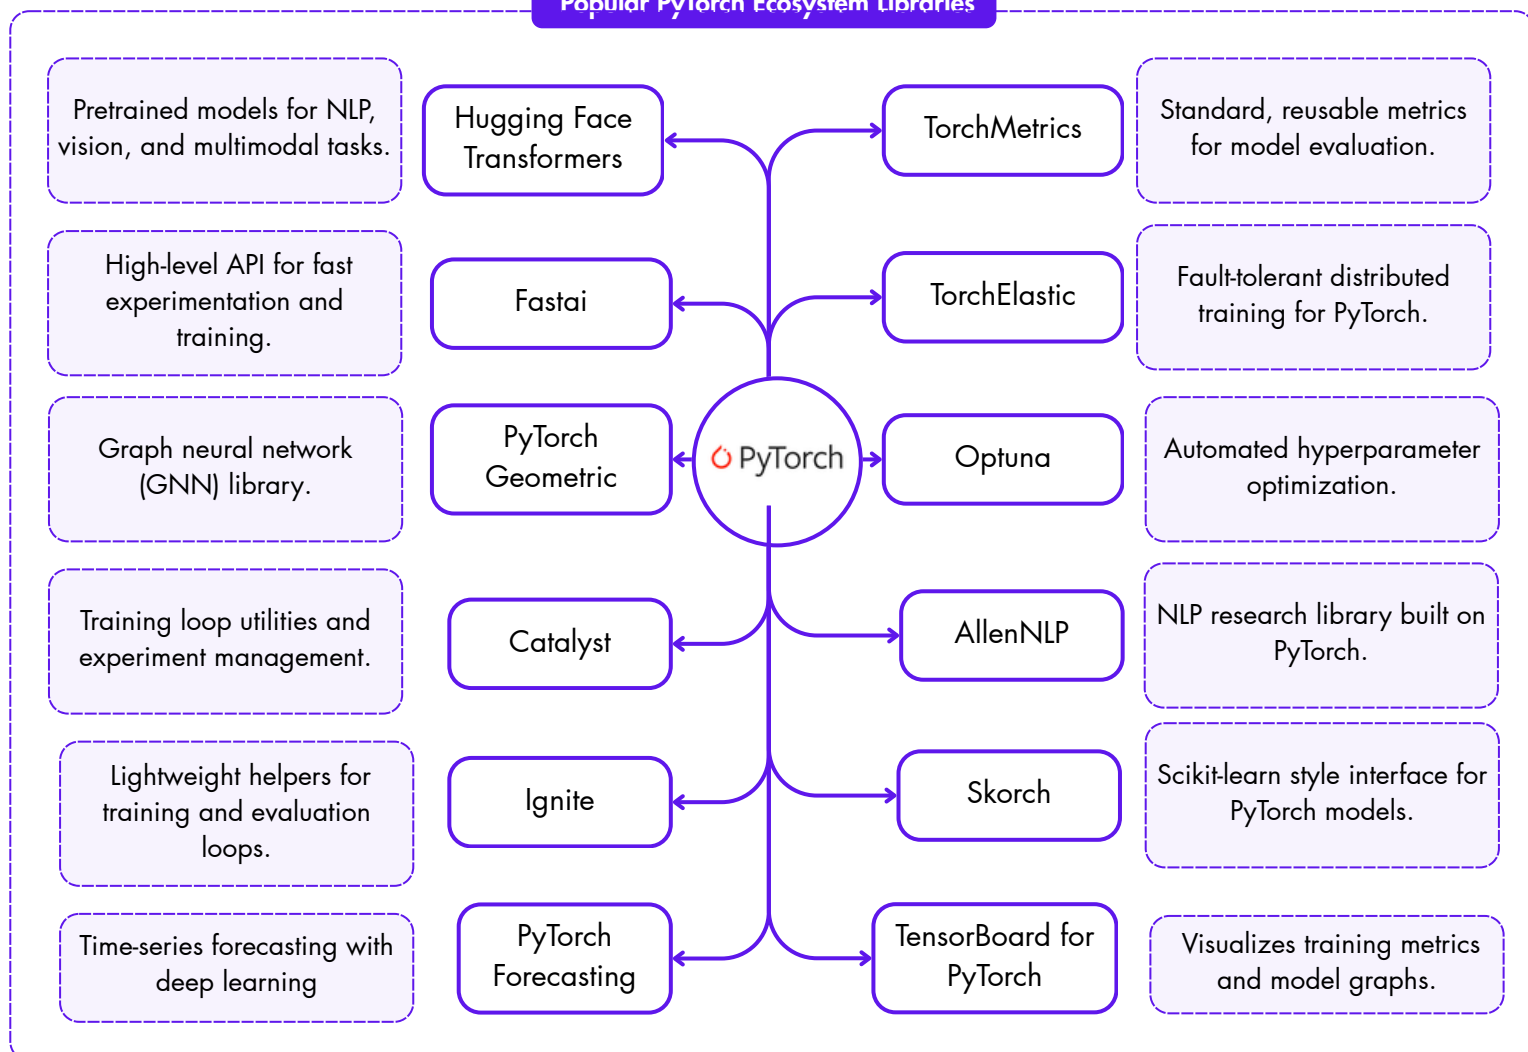 Popular PyTorch Ecosystem Libraries
Pretrained models for NLP,
vision, and multimodal tasks.
Hugging Face
Transformers
TorchMetrics
Standard, reusable metrics
for model evaluation.
High-level API for fast
experimentation and
training.
Fastai
TorchElastic
Fault-tolerant distributed
training for PyTorch.
Graph neural network
(GNN) library.
PyTorch
Geometric
PyTorch
Optuna
Automated hyperparameter
optimization.
Training loop utilities and
experiment management.
Catalyst
AllenNLP
NLP research library built on
PyTorch.
Lightweight helpers for
training and evaluation
loops.
Ignite
Skorch
Scikit-learn style interface for
PyTorch models.
Time-series forecasting with
deep learning
PyTorch
Forecasting
TensorBoard for
PyTorch
Visualizes training metrics
and model graphs.